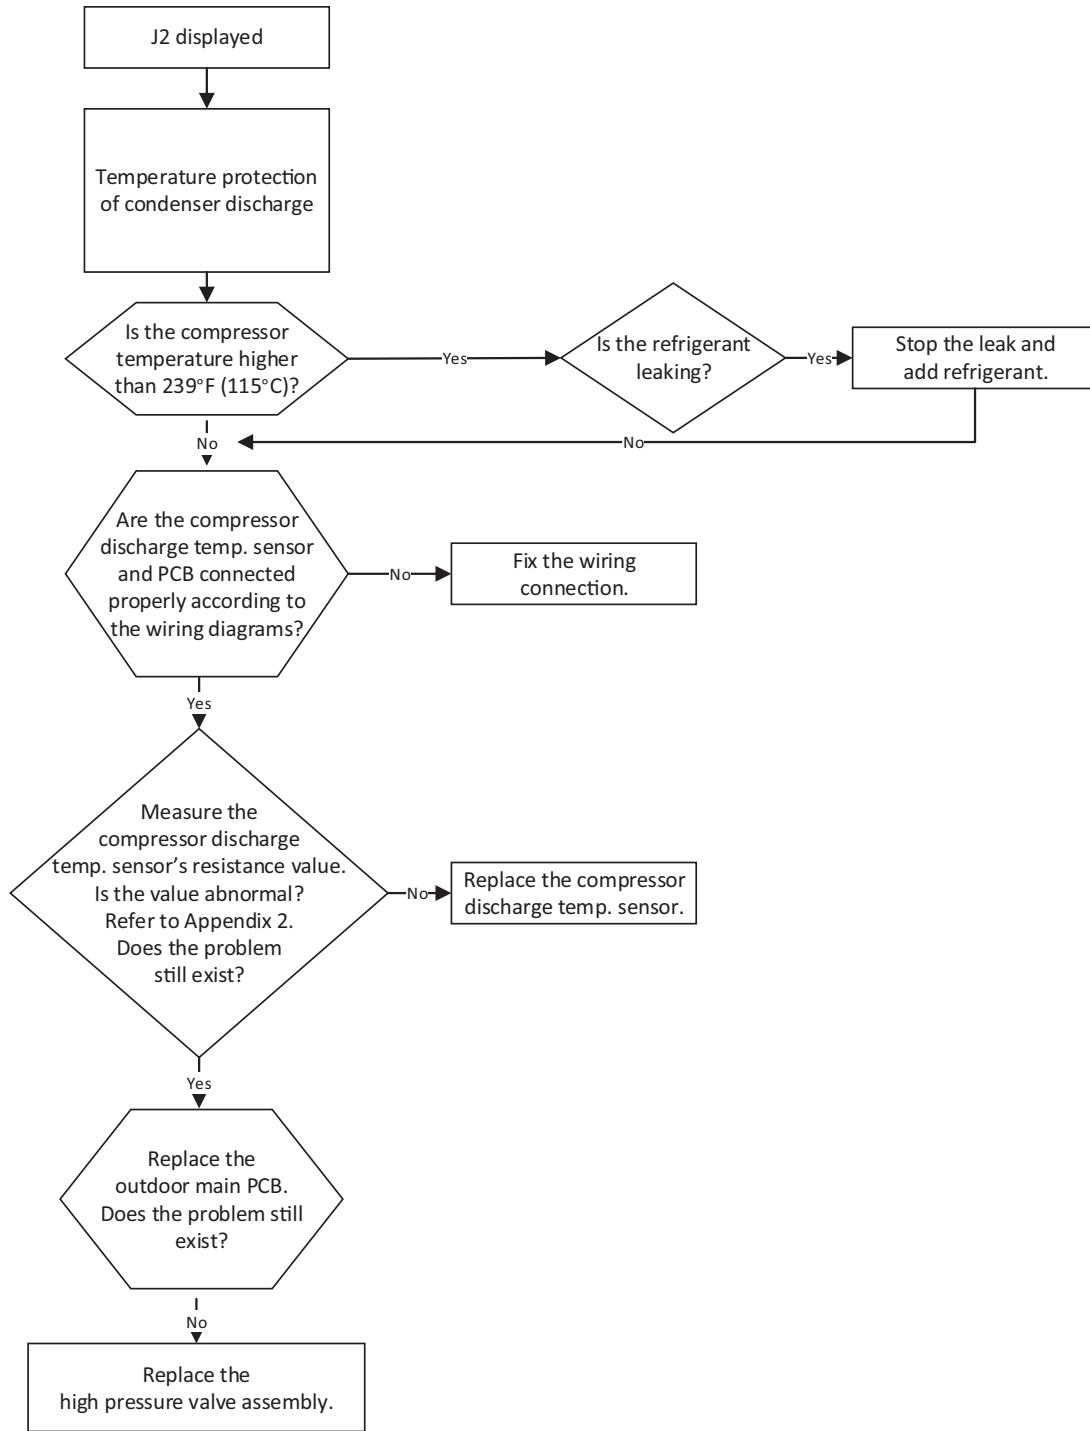 J2 displayed
Temperature protection
of condenser discharge
Is the compressor
temperature higher
than 239°F (115°C)?
Yes
Is the refrigerant
leaking?
Yes
Stop the leak and
add refrigerant.
No
No
Are the compressor
discharge temp. sensor
and PCB connected
properly according to
the wiring diagrams?
No
Fix the wiring
connection.
Yes
Measure the
compressor discharge
temp. sensor’s resistance value.
Is the value abnormal?
Refer to Appendix 2.
Does the problem
still exist?
No
Replace the compressor
discharge temp. sensor.
Yes
Replace the
outdoor main PCB.
Does the problem still
exist?
No
Replace the
high pressure valve assembly.